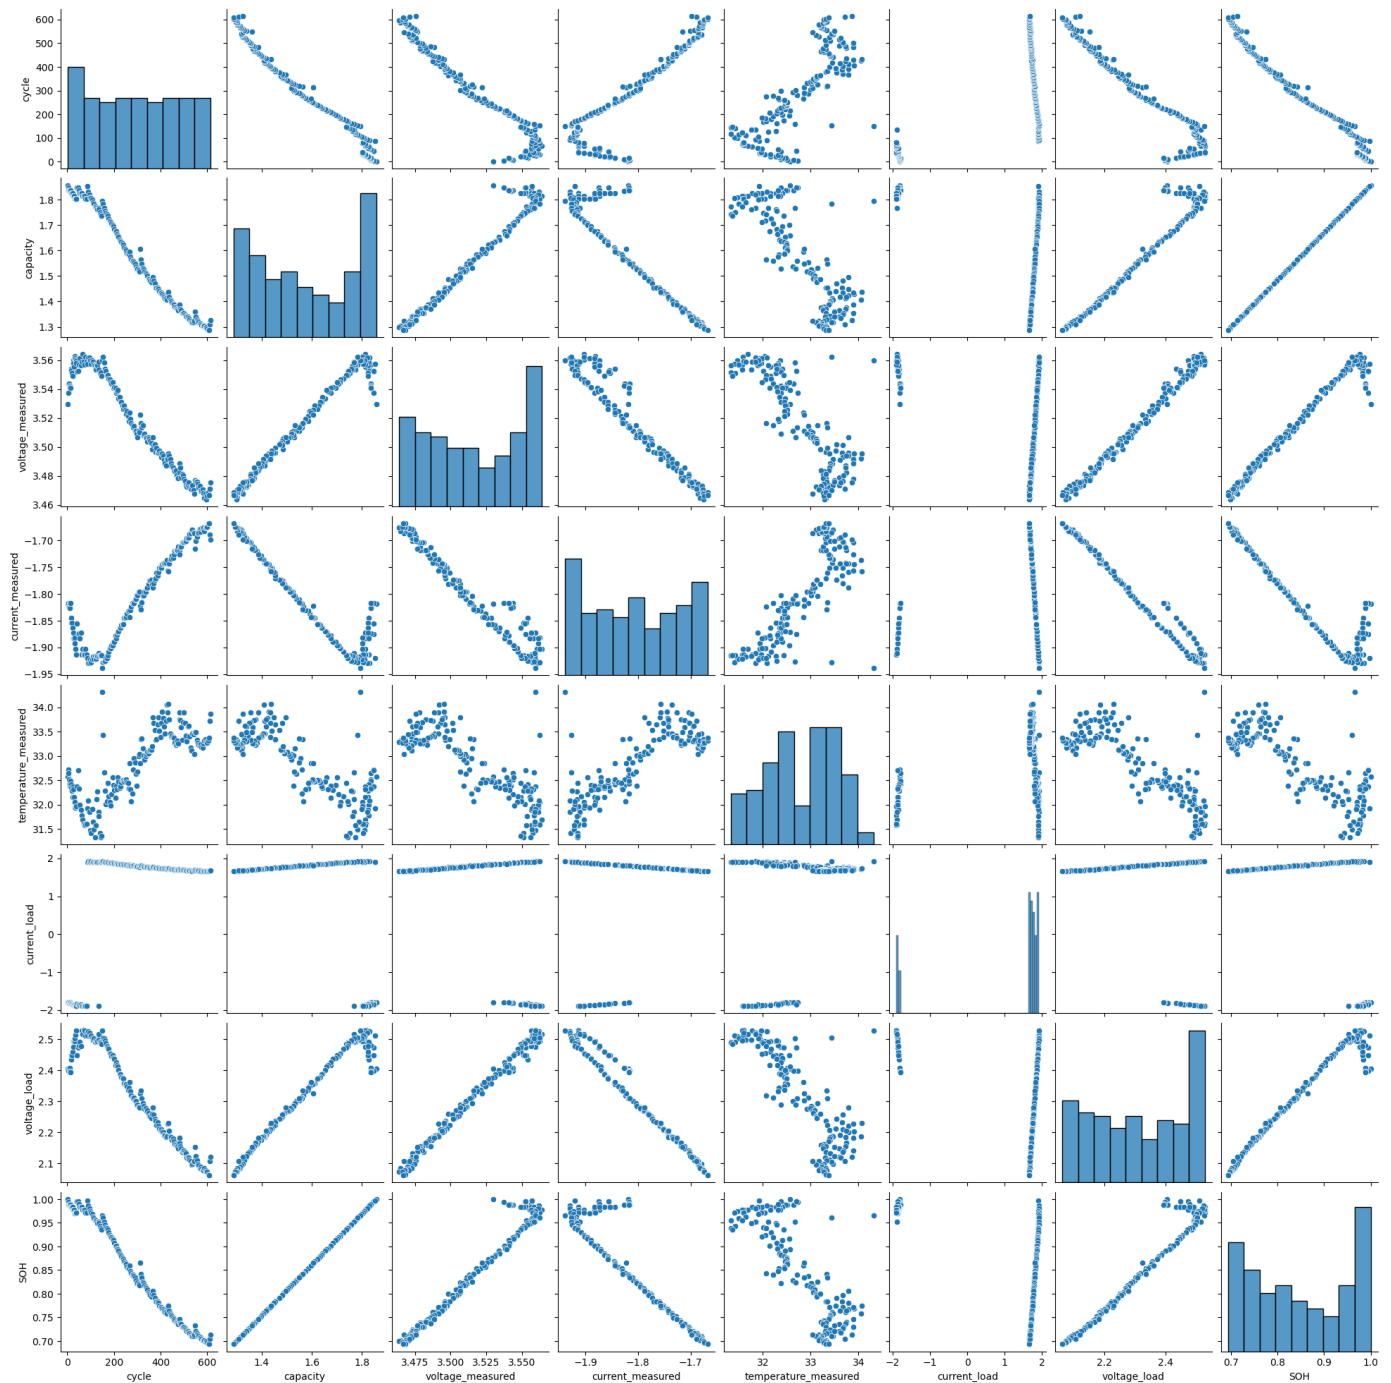 600
500
400
300
200
100
0
cycle
1.8
1.7
1.6
1.5
1.4
1.3
capacity
3.56
3.54
3.52
3.50
3.48
3.46
voltage_measured
−1.70
−1.75
−1.80
−1.85
−1.90
−1.95
current_measured
34.0
33.5
33.0
32.5
32.0
31.5
temperature_measured
2
1
0
−1
−2
current_load
2.5
2.4
2.3
2.2
2.1
voltage_load
1.00
0.95
0.90
0.85
0.80
0.75
0.70
SOH
0 200 400 600
cycle
1.4 1.6 1.8
capacity
3.475 3.500 3.525 3.550
voltage_measured
−1.9 −1.8 −1.7
current_measured
32 33 34
temperature_measured
−2 −1 0 1 2
current_load
2.2 2.4
voltage_load
0.7 0.8 0.9 1.0
SOH